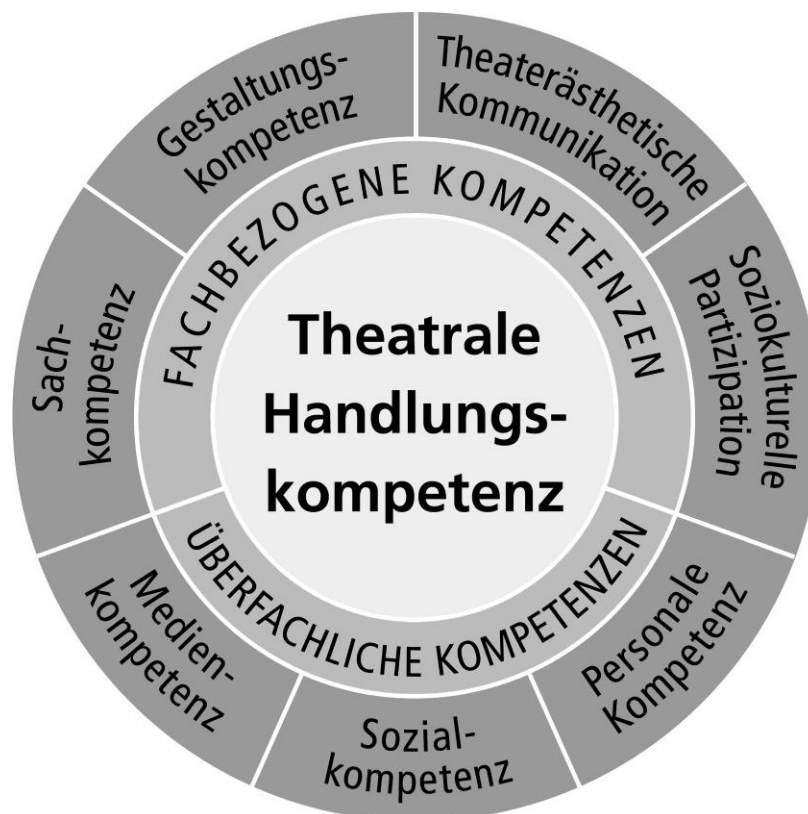 Gestaltungs-
kompetenz
Theaterästhetische
Kommunikation
Soziokulturelle
Partizipation
Sach-
kompetenz
FACHBEZOGENE KOMPETENZEN
Theatrale
Handlungs-
kompetenz
ÜBERFACHLICHE KOMPETENZEN
Medien-
kompetenz
Sozial-
kompetenz
Personale
Kompetenz